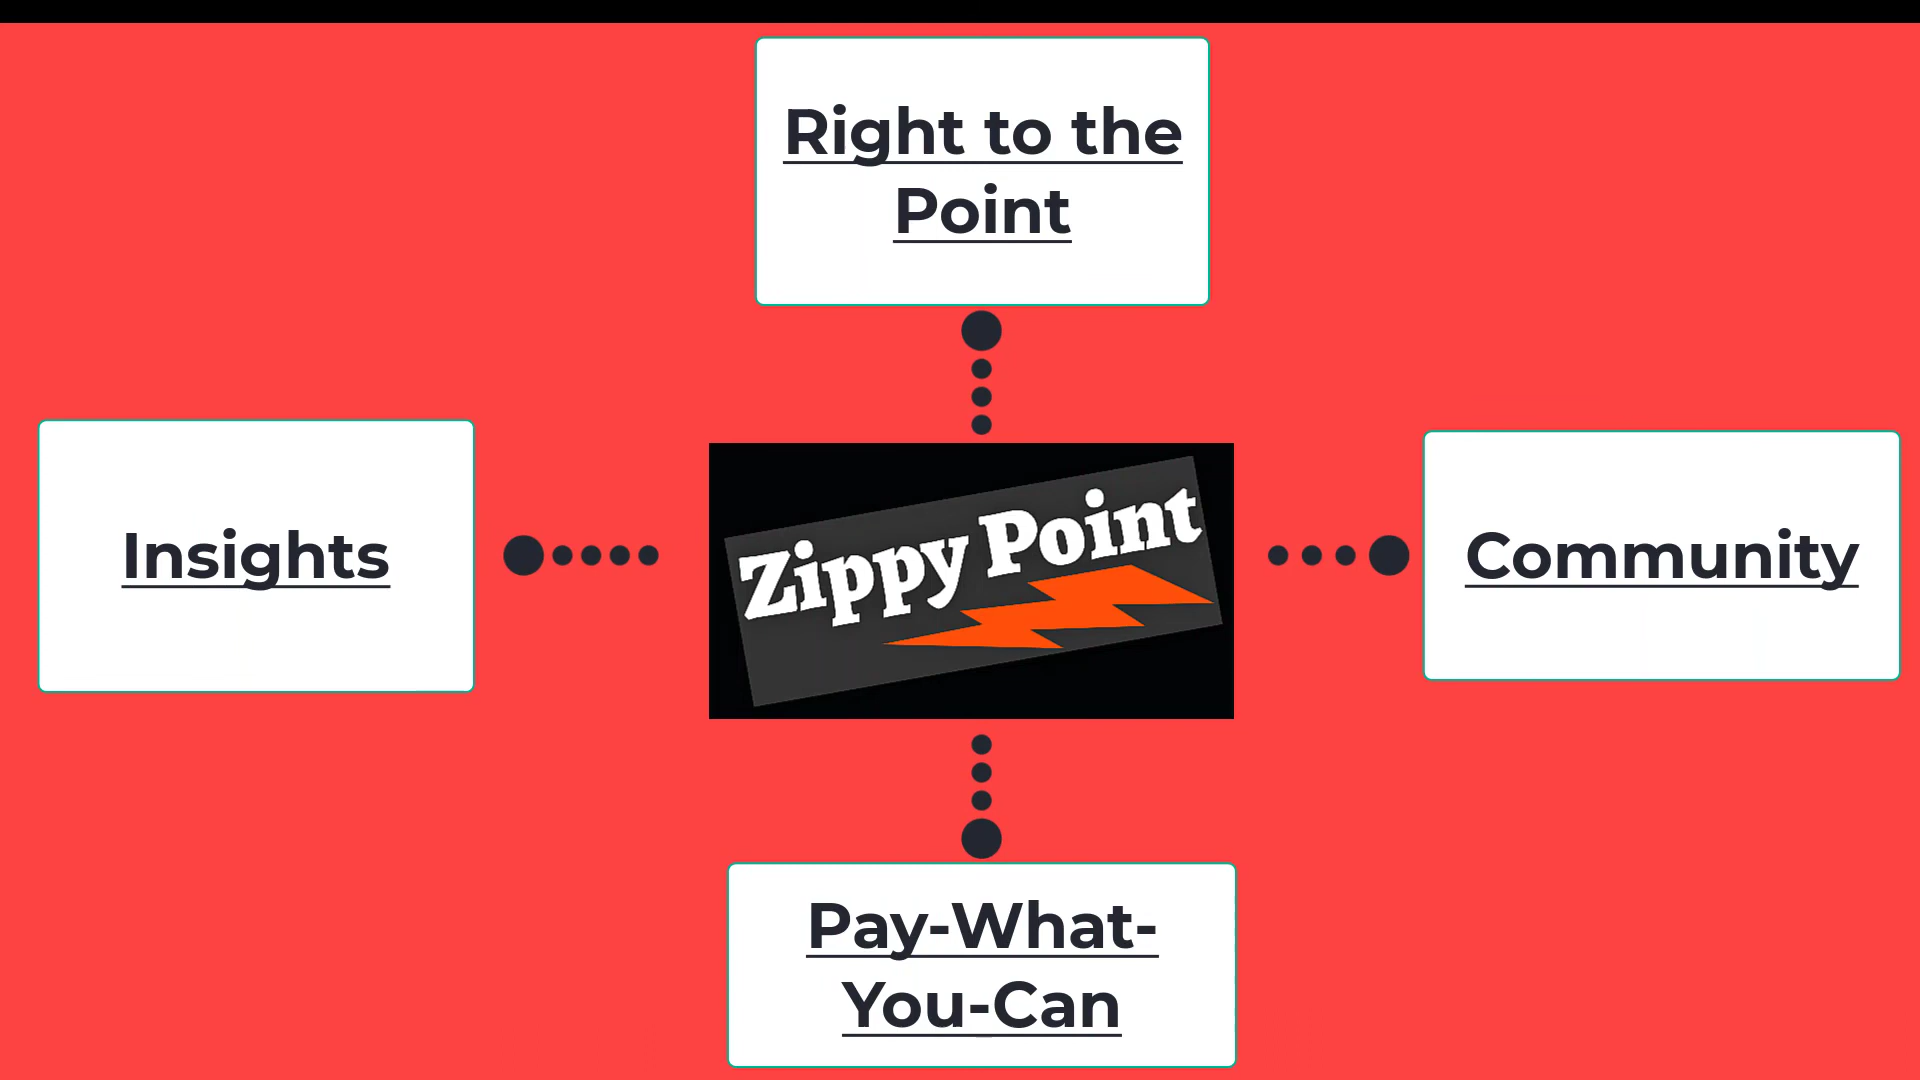 Right to the
Point
Insights
Zippy Point
Community
Pay-What-
You-Can